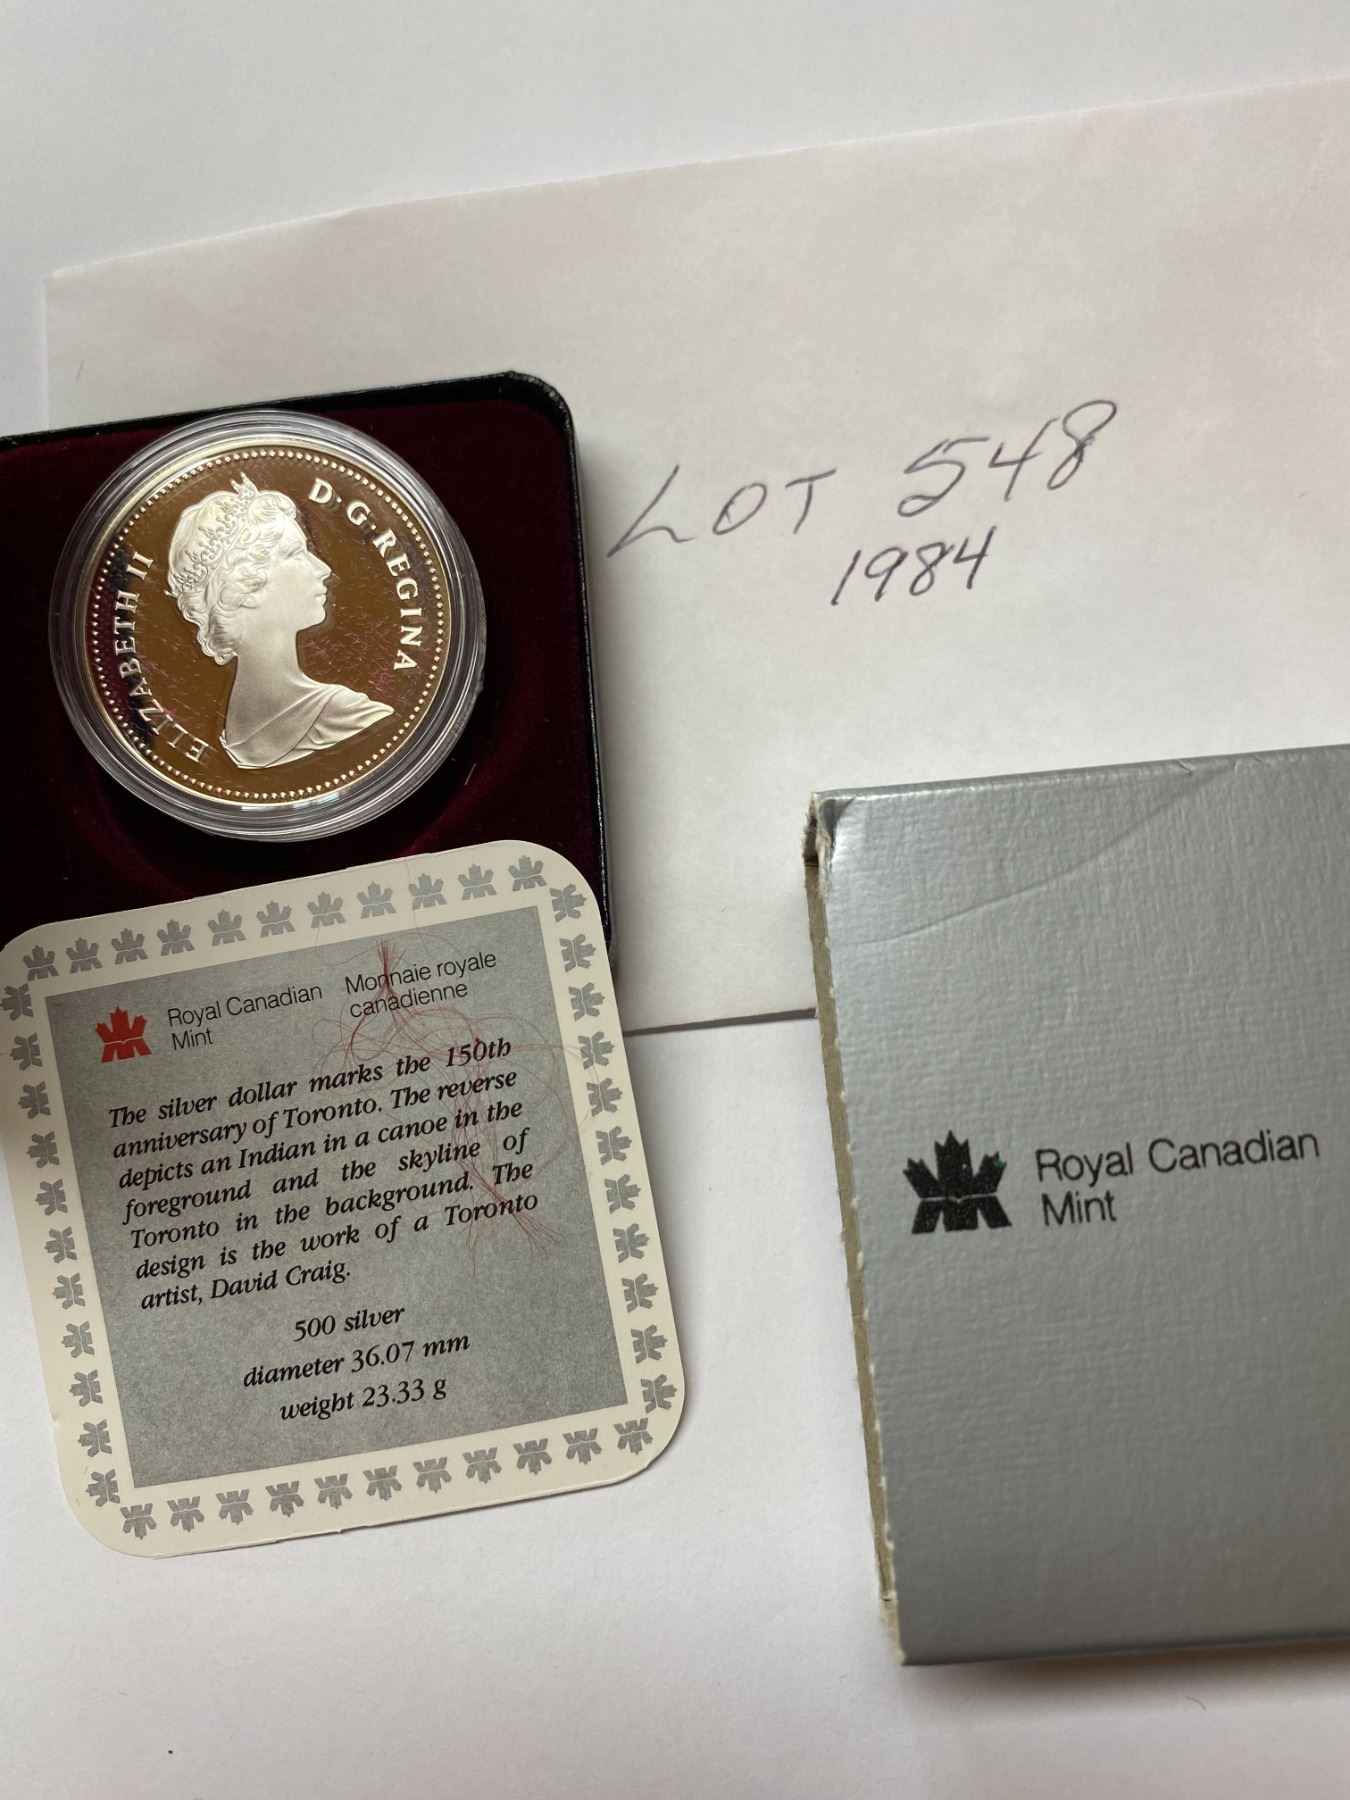 LOT 548
1984
ELIZABETH II D·G·REGINA
Royal Canadian Mint
Monnaie royale canadienne
The silver dollar marks the 150th
anniversary of Toronto. The reverse
depicts an Indian in a canoe in the
foreground and the skyline of
Toronto in the background. The
design is the work of a Toronto
artist, David Craig.
500 silver
diameter 36.07 mm
weight 23.33 g
Royal Canadian
Mint